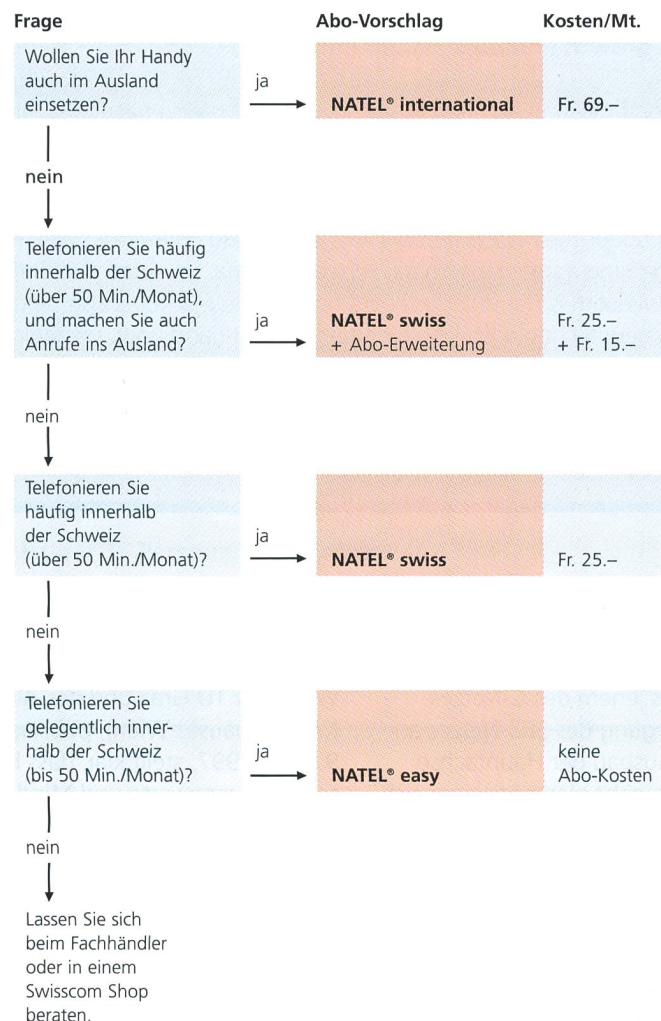 Frage Abo-Vorschlag Kosten/Mt.
Wollen Sie Ihr Handy
auch im Ausland
einsetzen?
ja
NATEL® international Fr. 69.–
nein
Telefonieren Sie häufig
innerhalb der Schweiz
(über 50 Min./Monat),
und machen Sie auch
Anrufe ins Ausland?
ja
NATEL® swiss Fr. 25.–
+ Abo-Erweiterung + Fr. 15.–
nein
Telefonieren Sie
häufig innerhalb
der Schweiz
(über 50 Min./Monat)?
ja
NATEL® swiss Fr. 25.–
nein
Telefonieren Sie
gelegentlich inner-
halb der Schweiz
(bis 50 Min./Monat)?
ja
NATEL® easy
keine
Abo-Kosten
nein
Lassen Sie sich
beim Fachhändler
oder in einem
Swisscom Shop
beraten.